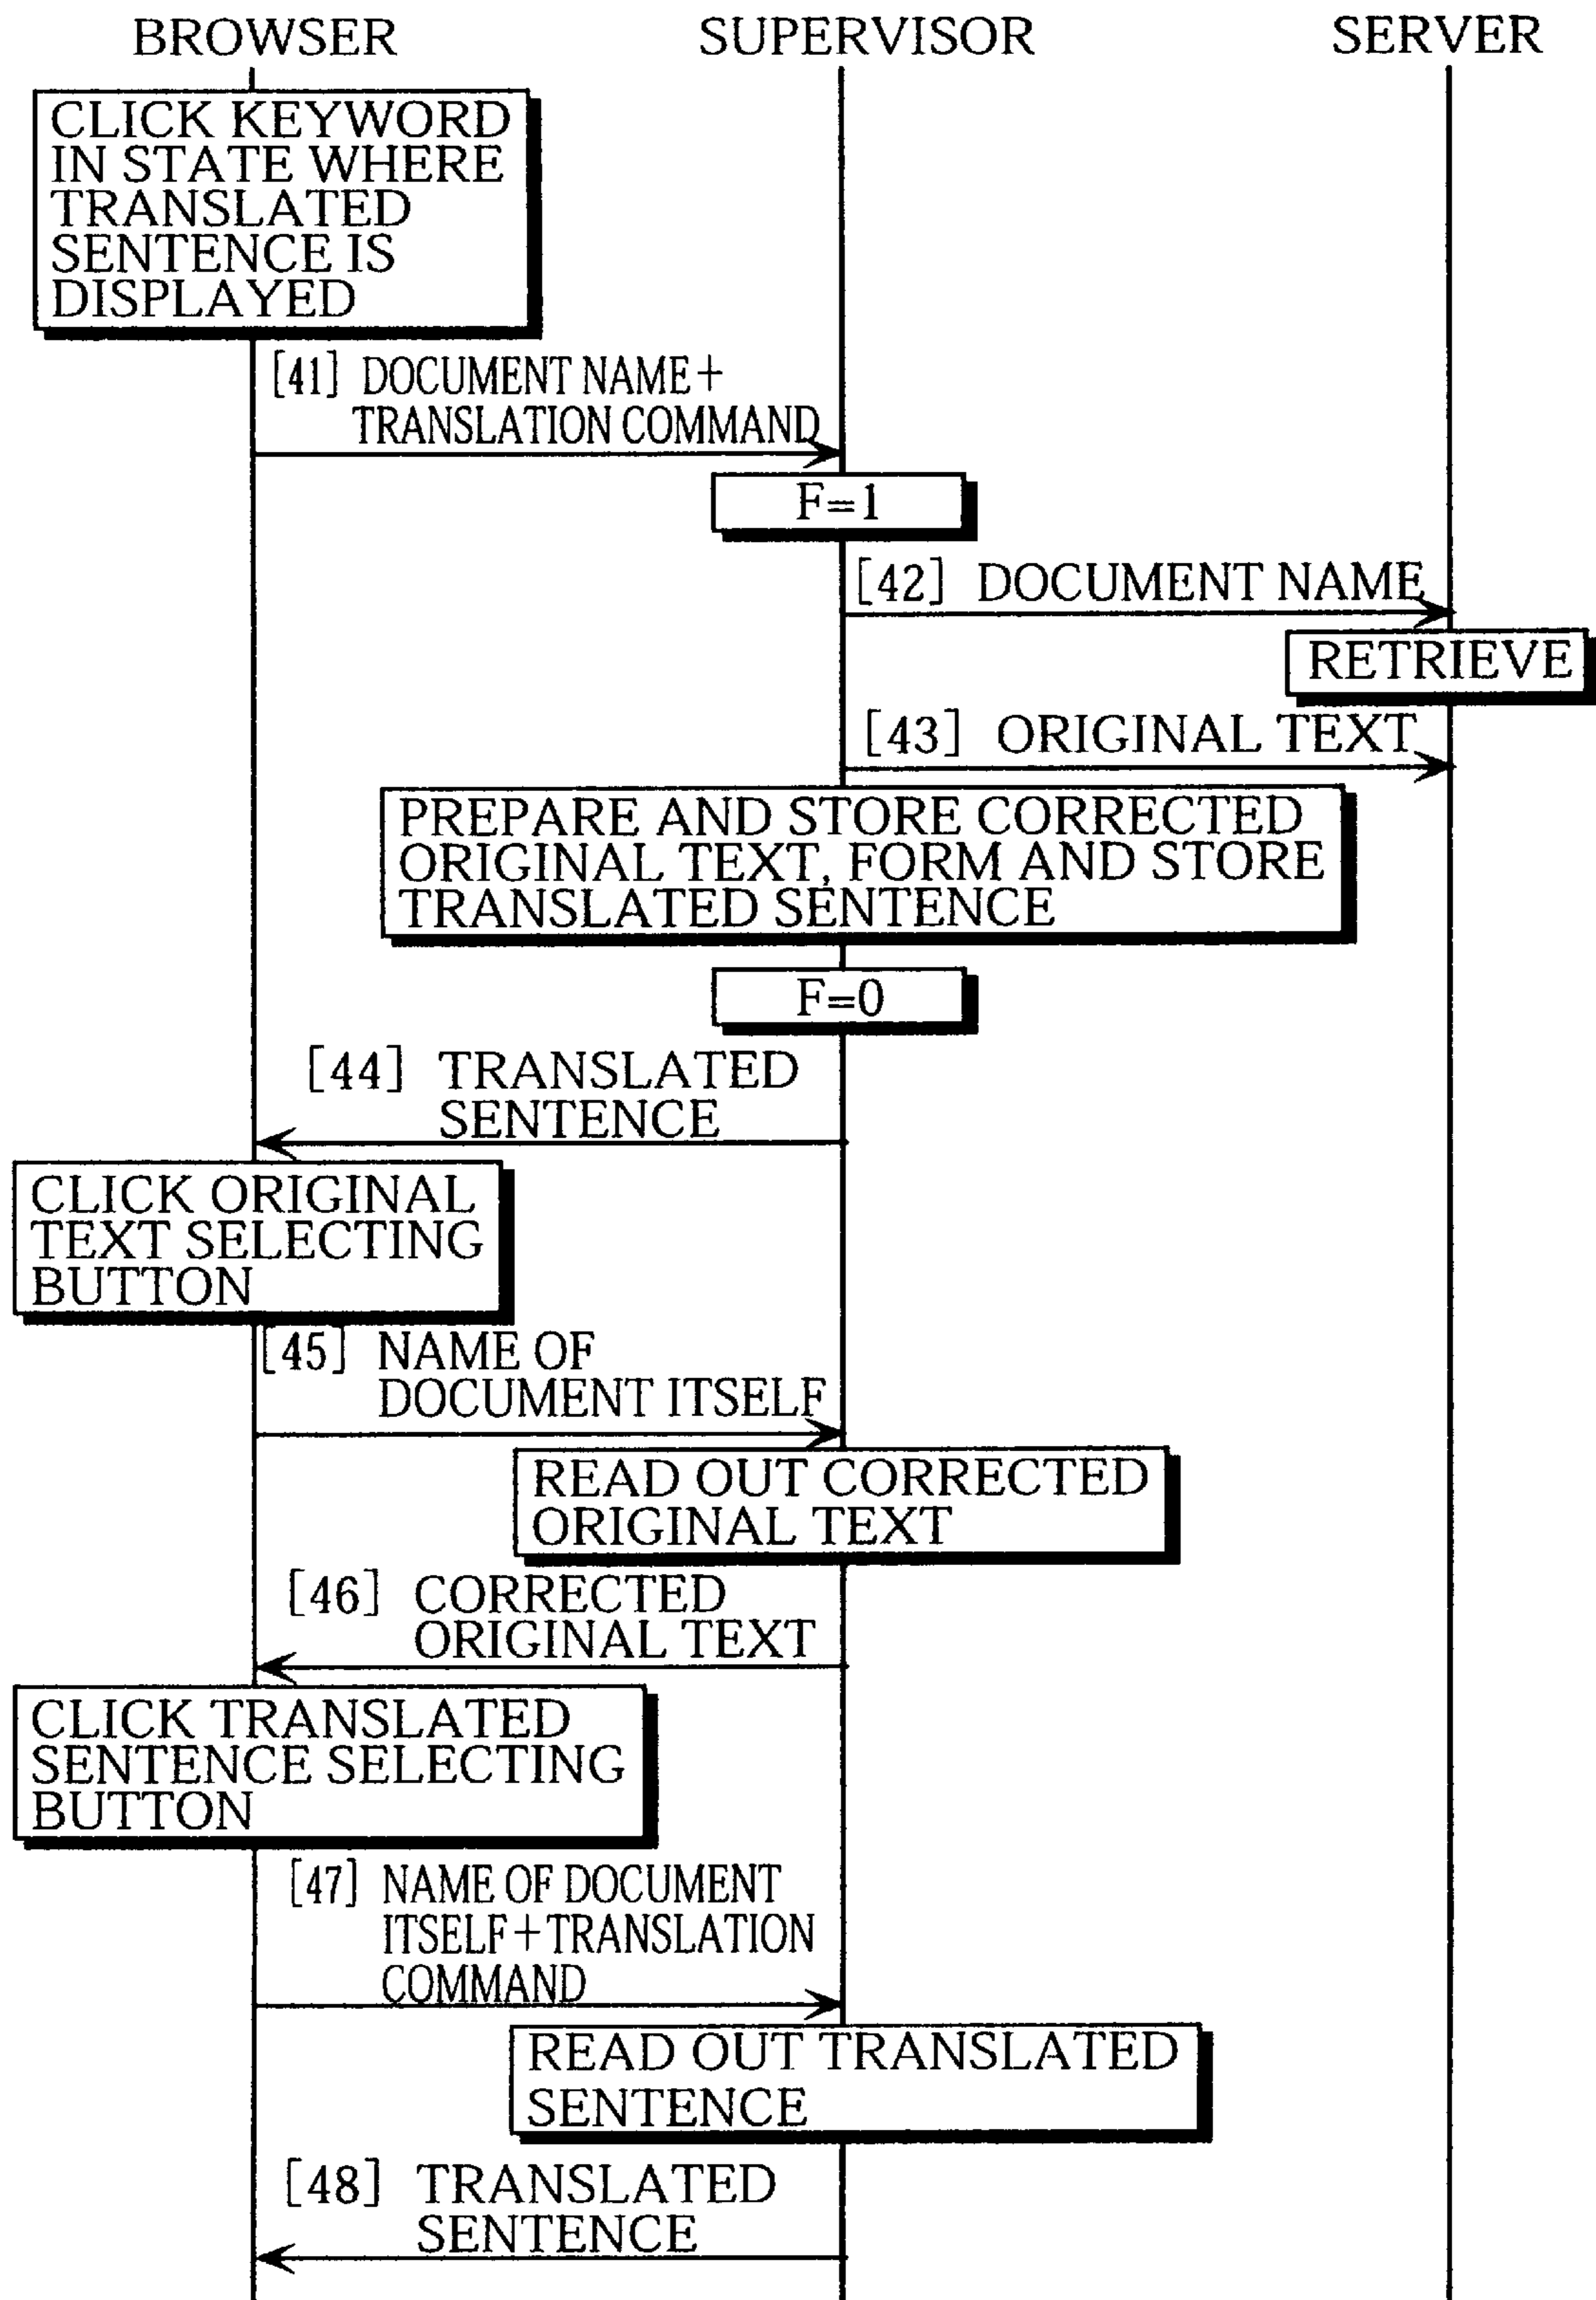 BROWSER SUPERVISOR SERVER
CLICK KEYWORD
IN STATE WHERE
TRANSLATED
SENTENCE IS
DISPLAYED
[41] DOCUMENT NAME+
TRANSLATION COMMAND
F=1
[42] DOCUMENT NAME
RETRIEVE
[43] ORIGINAL TEXT
PREPARE AND STORE CORRECTED
ORIGINAL TEXT, FORM AND STORE
TRANSLATED SENTENCE
F=0
[44] TRANSLATED
SENTENCE
CLICK ORIGINAL
TEXT SELECTING
BUTTON
[45] NAME OF
DOCUMENT ITSELF
READ OUT CORRECTED
ORIGINAL TEXT
[46] CORRECTED
ORIGINAL TEXT
CLICK TRANSLATED
SENTENCE SELECTING
BUTTON
[47] NAME OF DOCUMENT
ITSELF+TRANSLATION
COMMAND
READ OUT TRANSLATED
SENTENCE
[48] TRANSLATED
SENTENCE